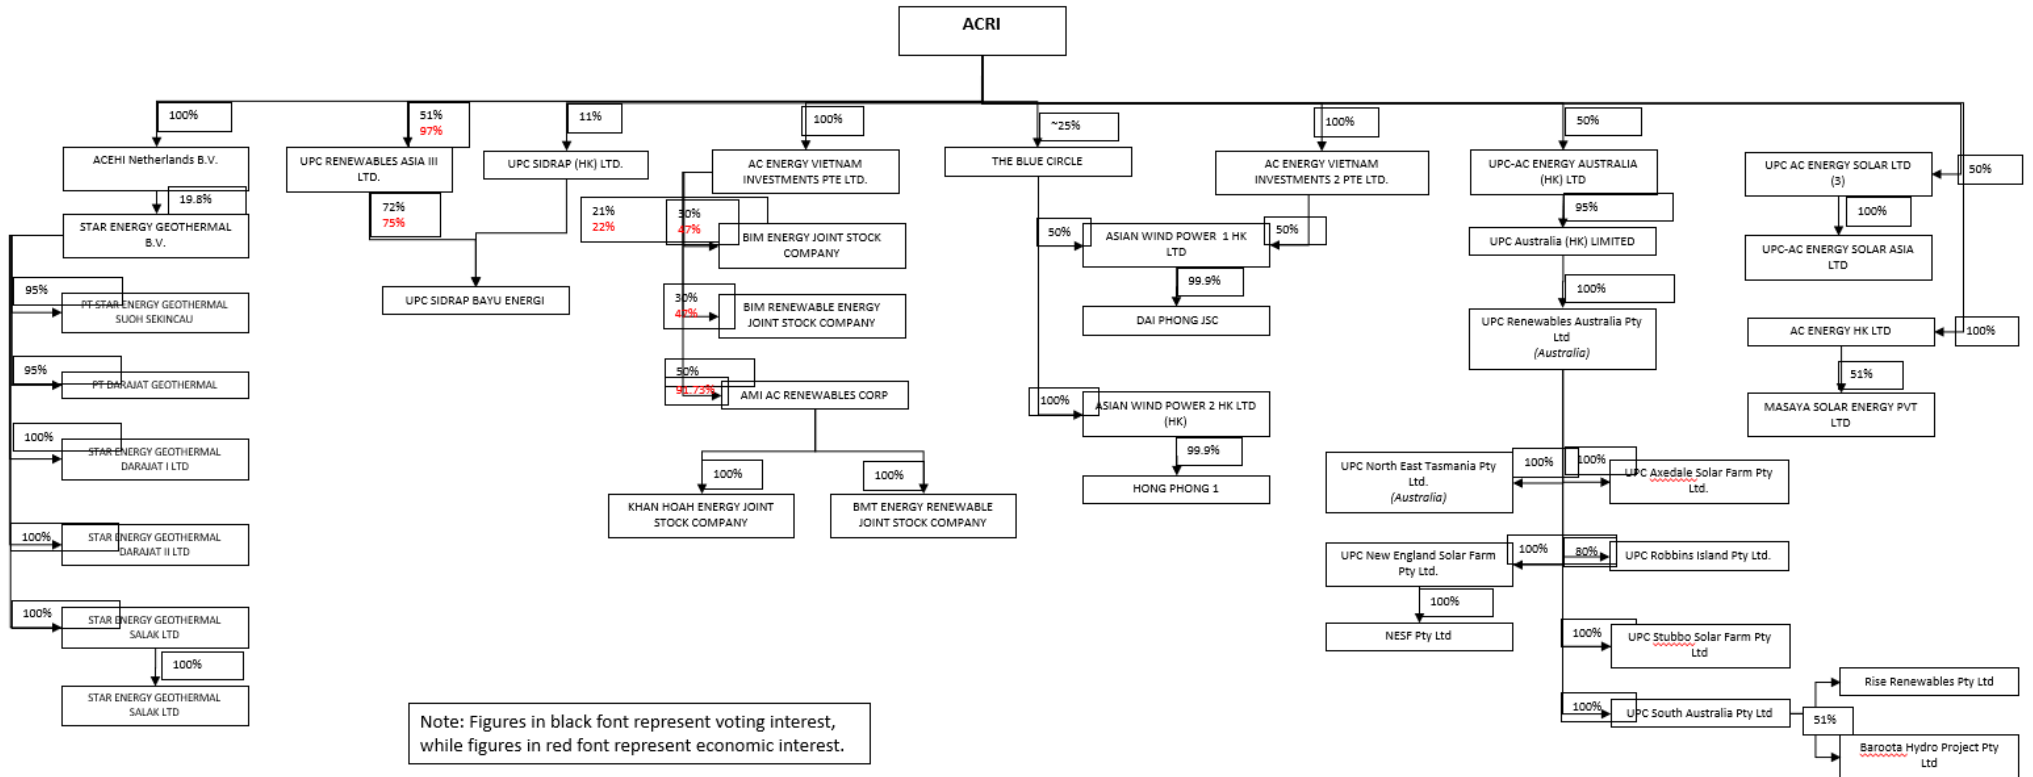 ACRI
100%
51%
97%
11%
100%
~25%
100%
50%
50%
ACEHI Netherlands B.V.
UPC RENEWABLES ASIA III
LTD.
UPC SIDRAP (HK) LTD.
AC ENERGY VIETNAM
INVESTMENTS PTE LTD.
THE BLUE CIRCLE
AC ENERGY VIETNAM
INVESTMENTS 2 PTE LTD.
UPC-AC ENERGY AUSTRALIA
(HK) LTD
UPC AC ENERGY SOLAR LTD
(3)
19.8%
72%
75%
21%
22%
30%
47%
50%
50%
95%
100%
STAR ENERGY GEOTHERMAL
B.V.
BIM ENERGY JOINT STOCK
COMPANY
ASIAN WIND POWER 1 HK
LTD
UPC Australia (HK) LIMITED
UPC-AC ENERGY SOLAR ASIA
LTD
95%
PT STAR ENERGY GEOTHERMAL
SUOH SEKINCAU
UPC SIDRAP BAYU ENERGI
30%
47%
BIM RENEWABLE ENERGY
JOINT STOCK COMPANY
99.9%
DAI PHONG JSC
100%
UPC Renewables Australia Pty
Ltd
(Australia)
AC ENERGY HK LTD
100%
95%
PT DARAJAT GEOTHERMAL
50%
91.73%
AMI AC RENEWABLES CORP
100%
ASIAN WIND POWER 2 HK LTD
(HK)
51%
MASAYA SOLAR ENERGY PVT
LTD
100%
STAR ENERGY GEOTHERMAL
DARAJAT I LTD
100%
100%
99.9%
UPC North East Tasmania Pty
Ltd.
(Australia)
100%
100%
UPC Axedale Solar Farm Pty
Ltd.
KHAN HOAH ENERGY JOINT
STOCK COMPANY
BMT ENERGY RENEWABLE
JOINT STOCK COMPANY
HONG PHONG 1
100%
STAR ENERGY GEOTHERMAL
DARAJAT II LTD
UPC New England Solar Farm
Pty Ltd.
100%
80%
UPC Robbins Island Pty Ltd.
100%
STAR ENERGY GEOTHERMAL
SALAK LTD
100%
NESF Pty Ltd
100%
UPC Stubbo Solar Farm Pty
Ltd
100%
STAR ENERGY GEOTHERMAL
SALAK LTD
100%
UPC South Australia Pty Ltd
51%
Rise Renewables Pty Ltd
Baroota Hydro Project Pty
Ltd
Note: Figures in black font represent voting interest,
while figures in red font represent economic interest.